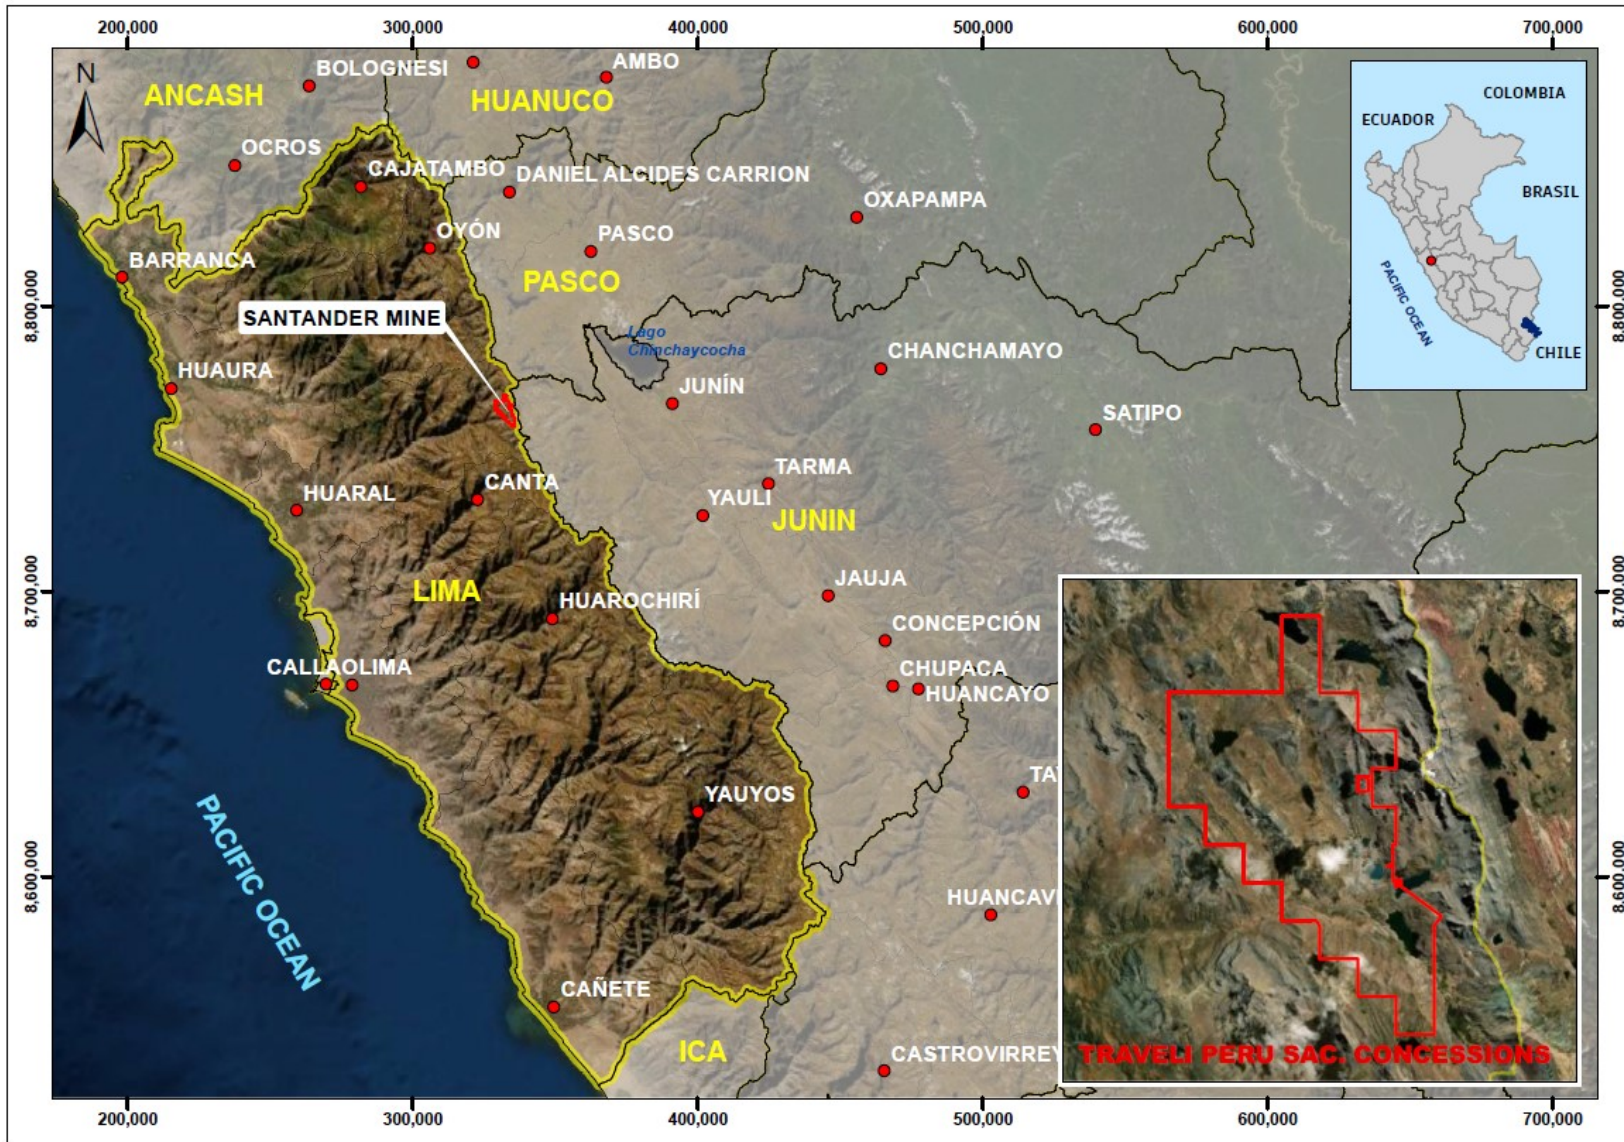 200,000
300,000
400,000
500,000
600,000
700,000
N
BOLOGNESI
AMBO
ANCASH
HUANUCO
COLOMBIA
ECUADOR
BRASIL
PACIFIC OCEAN
CHILE
OCROS
CAJATAMBO
DANIEL ALCIDES CARRION
OXAPAMPA
OYÓN
PASCO
BARRANCA
PASCO
8,800,000
8,800,000
SANTANDER MINE
Lago
Chinchaycocha
CHANCHAMAYO
HUAURA
JUNÍN
SATIPO
TARMA
CANTA
HUARAL
YAULI
JUNIN
JAUJA
LIMA
HUAROCHIRÍ
8,700,000
8,700,000
CONCEPCIÓN
CALLAOLIMA
CHUPACA
HUANCAYO
YAUYOS
TA
PACIFIC OCEAN
8,600,000
8,600,000
HUANCAV
CAÑETE
ICA
CASTROVIRREY
TRAVELI PERU SAC. CONCESSIONS
200,000
300,000
400,000
500,000
600,000
700,000